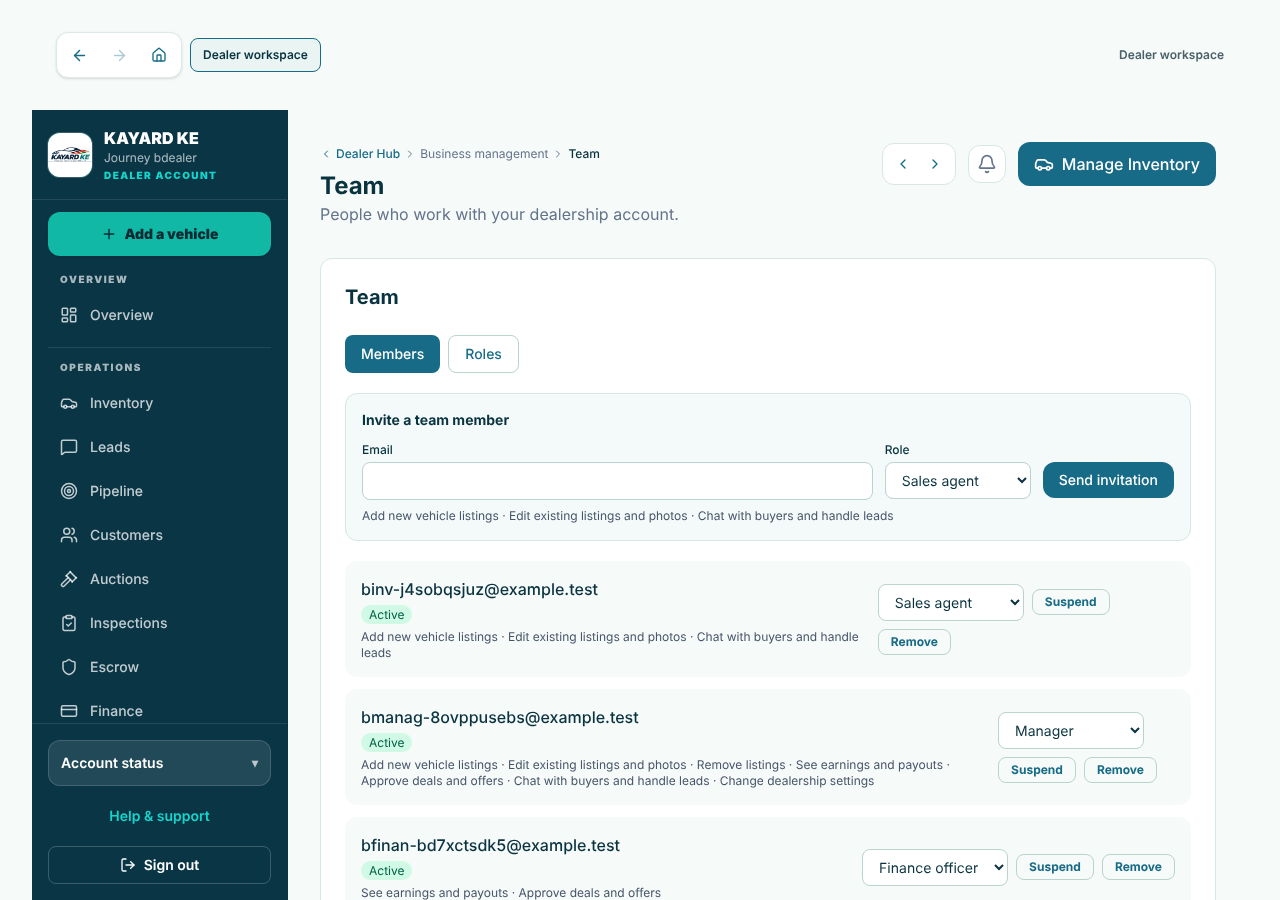 Dealer workspace
Dealer workspace
KAYARD KE
KAYARD KE
Journey bdealer
DEALER ACCOUNT
Add a vehicle
OVERVIEW
Overview
OPERATIONS
Inventory
Leads
Pipeline
Customers
Auctions
Inspections
Escrow
Finance
Account status
Help & support
Sign out
Dealer Hub
Business management
Team
Team
People who work with your dealership account.
Manage Inventory
Team
Members
Roles
Invite a team member
Email
Role
Sales agent
Send invitation
Add new vehicle listings · Edit existing listings and photos · Chat with buyers and handle leads
binv-j4sobqsjuz@example.test
Active
Add new vehicle listings · Edit existing listings and photos · Chat with buyers and handle
leads
Sales agent
Suspend
Remove
bmanag-8ovppusebs@example.test
Active
Add new vehicle listings · Edit existing listings and photos · Remove listings · See earnings and payouts ·
Approve deals and offers · Chat with buyers and handle leads · Change dealership settings
Manager
Suspend
Remove
bfinan-bd7xctsdk5@example.test
Active
See earnings and payouts · Approve deals and offers
Finance officer
Suspend
Remove